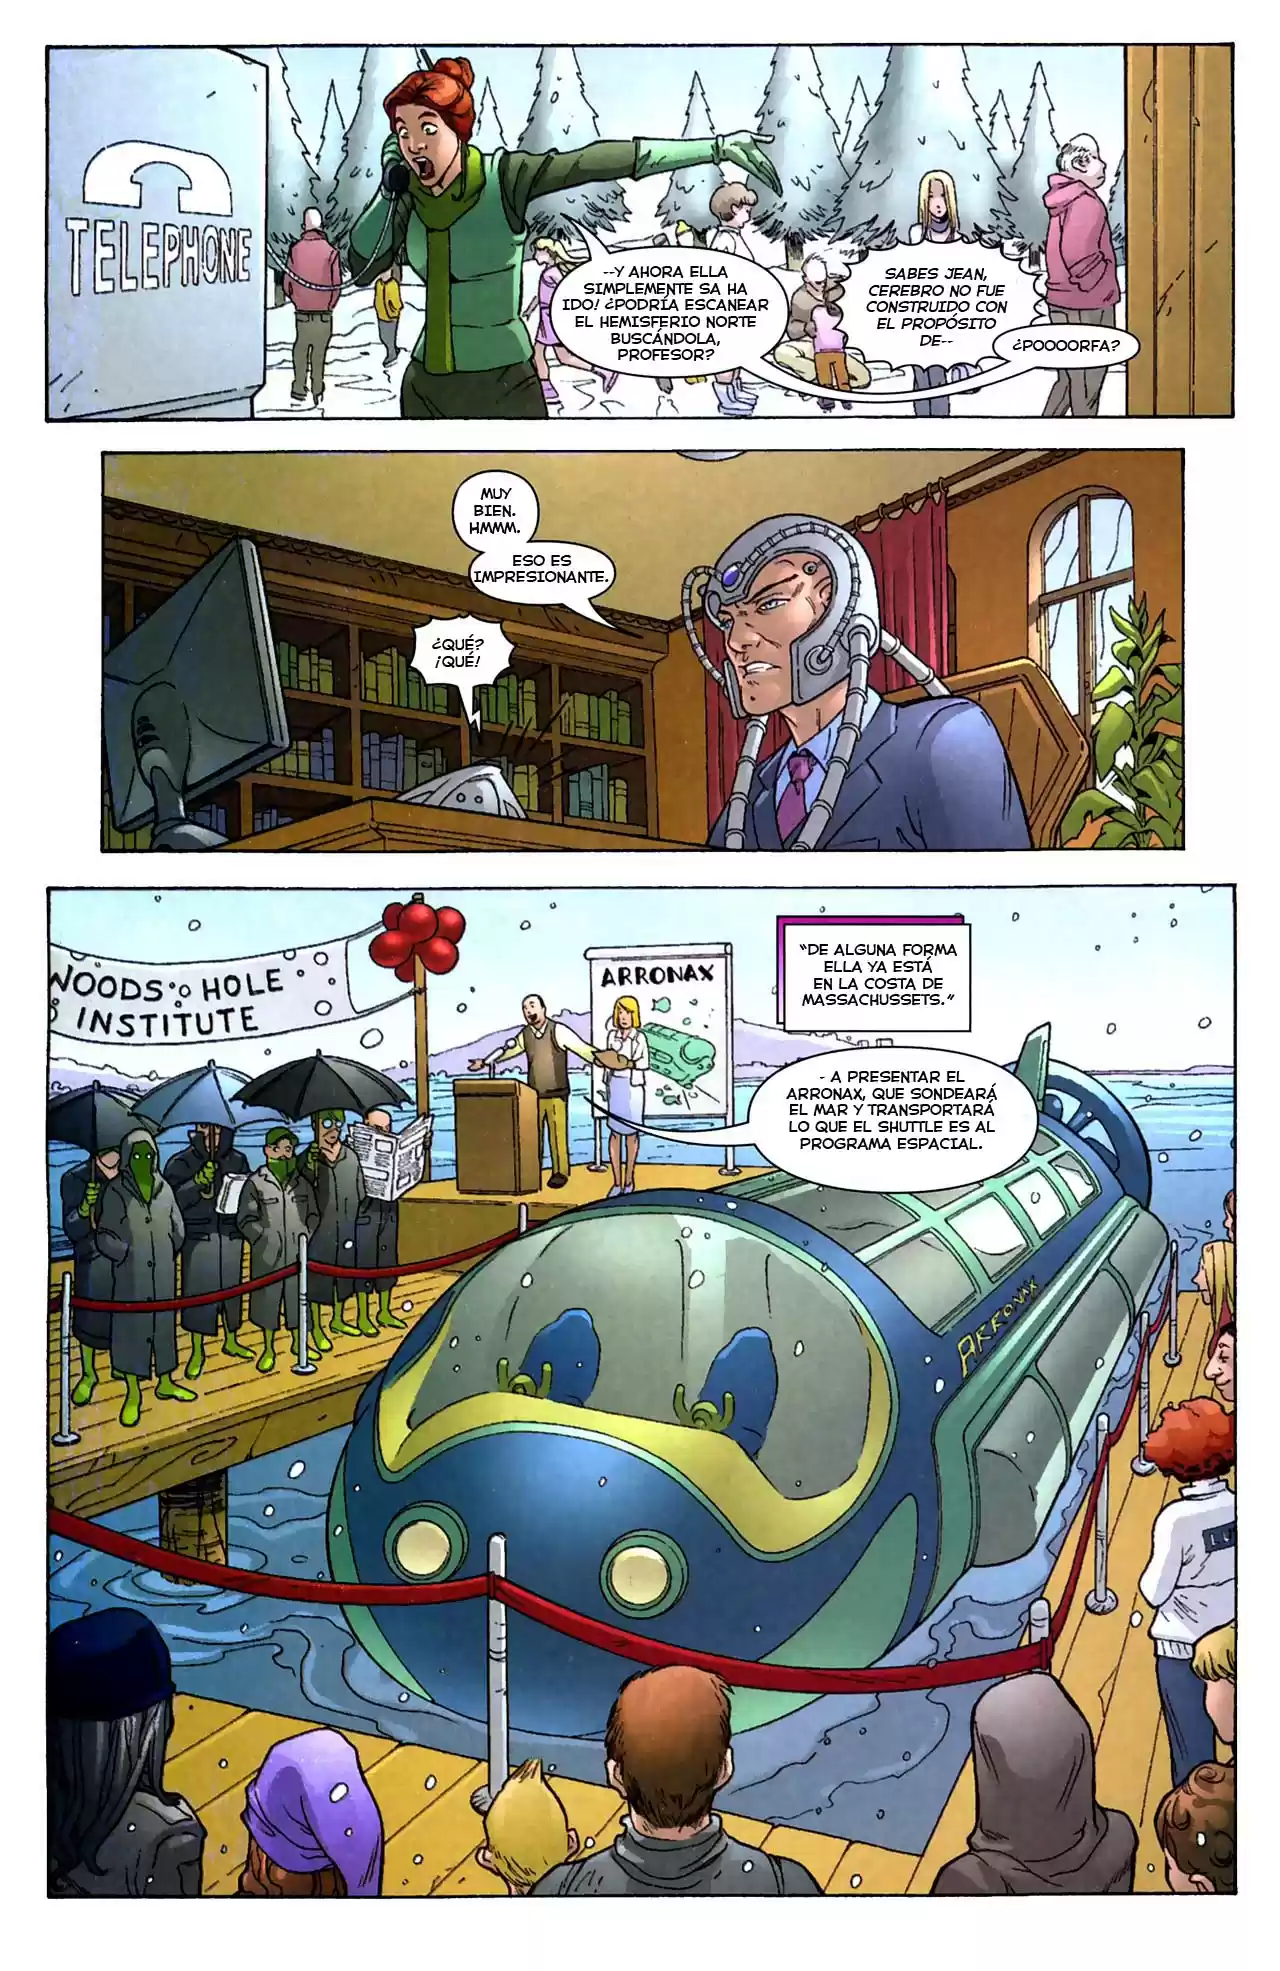 TELEPHONE
--Y AHORA ELLA
SIMPLEMENTE SA HA
IDO! ¿PODRÍA ESCANEAR
EL HEMISFERIO NORTE
BUSCÁNDOLA,
PROFESOR?
SABES JEAN,
CEREBRO NO FUE
CONSTRUIDO CON
EL PROPÓSITO
DE--
¿POOOORFA?
MUY
BIEN.
HMMM.
ESO ES
IMPRESIONANTE.
¿QUÉ?
¡QUÉ!
"DE ALGUNA FORMA
ELLA YA ESTÁ
EN LA COSTA DE
MASSACHUSSETS."
WOODS HOLE
INSTITUTE
ARRONAX
- A PRESENTAR EL
ARRONAX, QUE SONDEARÁ
EL MAR Y TRANSPORTARÁ
LO QUE EL SHUTTLE ES AL
PROGRAMA ESPACIAL.
ARRONAX